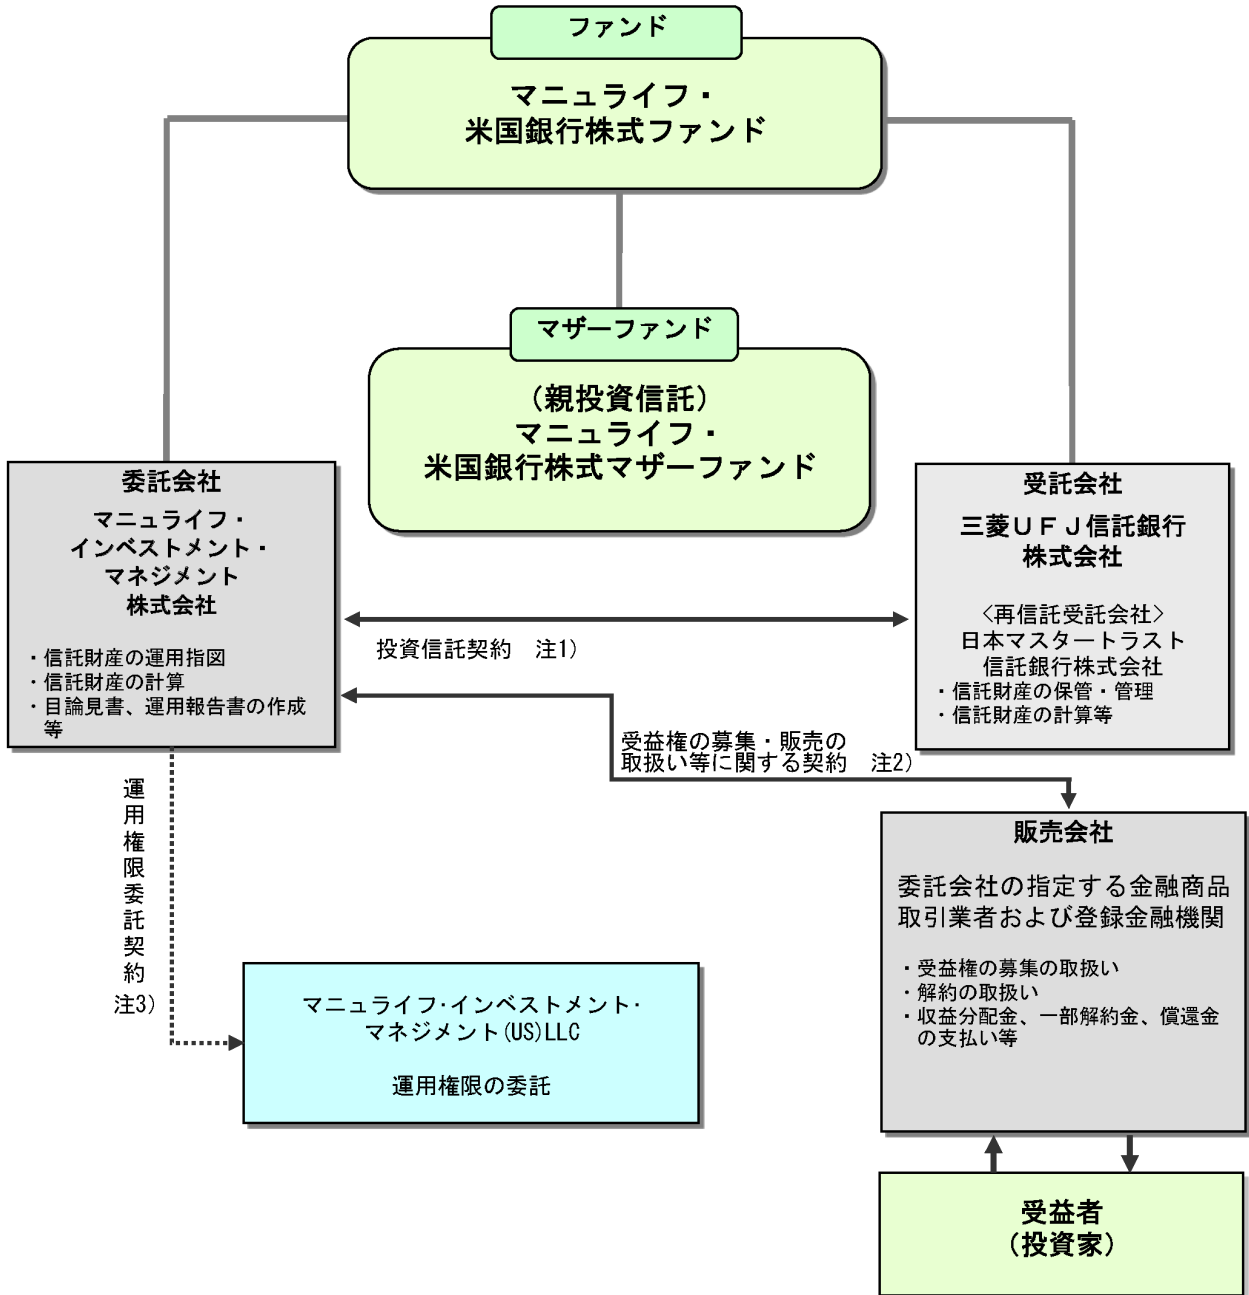 ファンド
マニュライフ・
米国銀行株式ファンド
マザーファンド
（親投資信託）
マニュライフ・
米国銀行株式マザーファンド
委託会社
マニュライフ・
インベストメント・
マネジメント
株式会社
・信託財産の運用指図
・信託財産の計算
・目論見書、運用報告書の作成
等
受託会社
三菱ＵＦＪ信託銀行
株式会社
〈再信託受託会社〉
日本マスタートラスト
信託銀行株式会社
・信託財産の保管・管理
・信託財産の計算等
投資信託契約　注1）
受益権の募集・販売の
取扱い等に関する契約　注2）
運用権限委託契約
注3）
マニュライフ・インベストメント・
マネジメント(US)LLC
運用権限の委託
販売会社
委託会社の指定する金融商品
取引業者および登録金融機関
・受益権の募集の取扱い
・解約の取扱い
・収益分配金、一部解約金、償還金
の支払い等
受益者
（投資家）